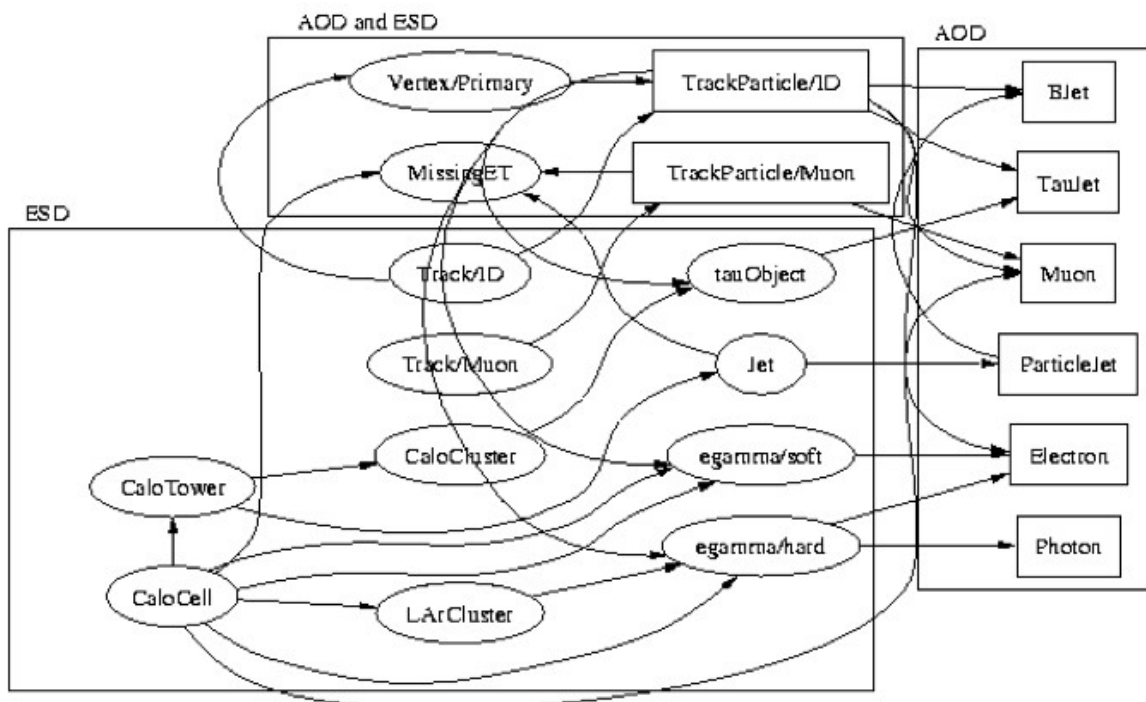 AOD and ESD
AOD
Vertex/Primary
TrackParticle/ID
BJet
MissingET
TrackParticle/Muon
TauJet
ESD
Track/ID
tauObject
Muon
Track/Muon
Jet
ParticleJet
CaloCluster
egamma/soft
Electron
CaloTower
egamma/hard
Photon
CaloCell
LArCluster